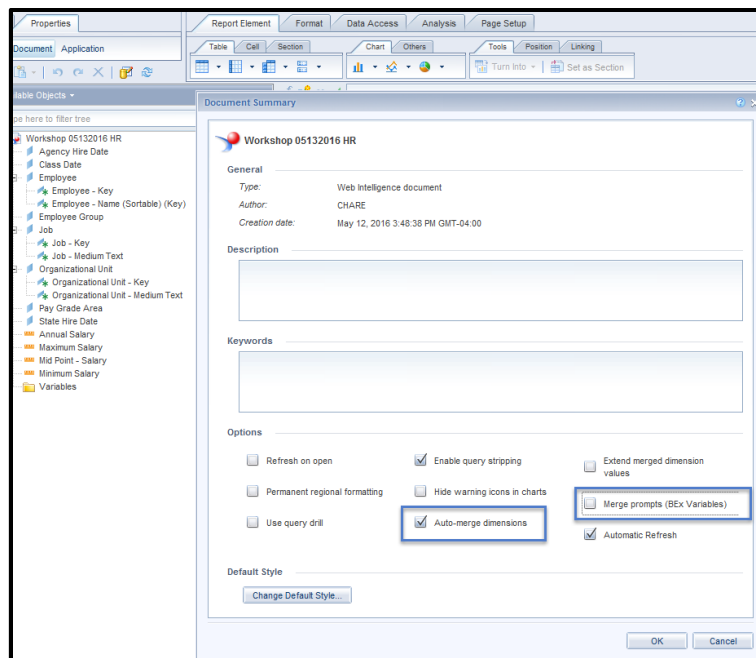 Properties
Report Element Format Data Access Analysis Page Setup
Document Application
Table Cell Section Chart Others Tools Position Linking
Turn Into Set as Section
ilable Objects
pe here to filter tree
Workshop 05132016 HR
Agency Hire Date
Class Date
Employee
Employee - Key
Employee - Name (Sortable) (Key)
Employee Group
Job
Job - Key
Job - Medium Text
Organizational Unit
Organizational Unit - Key
Organizational Unit - Medium Text
Pay Grade Area
State Hire Date
Annual Salary
Maximum Salary
Mid Point - Salary
Minimum Salary
Variables
Document Summary
Workshop 05132016 HR
General
Type: Web Intelligence document
Author: CHARE
Creation date: May 12, 2016 3:48:38 PM GMT-04:00
Description
Keywords
Options
Refresh on open Enable query stripping Extend merged dimension
values
Permanent regional formatting Hide warning icons in charts Merge prompts (BEx Variables)
Use query drill Auto-merge dimensions Automatic Refresh
Default Style
Change Default Style...
OK Cancel